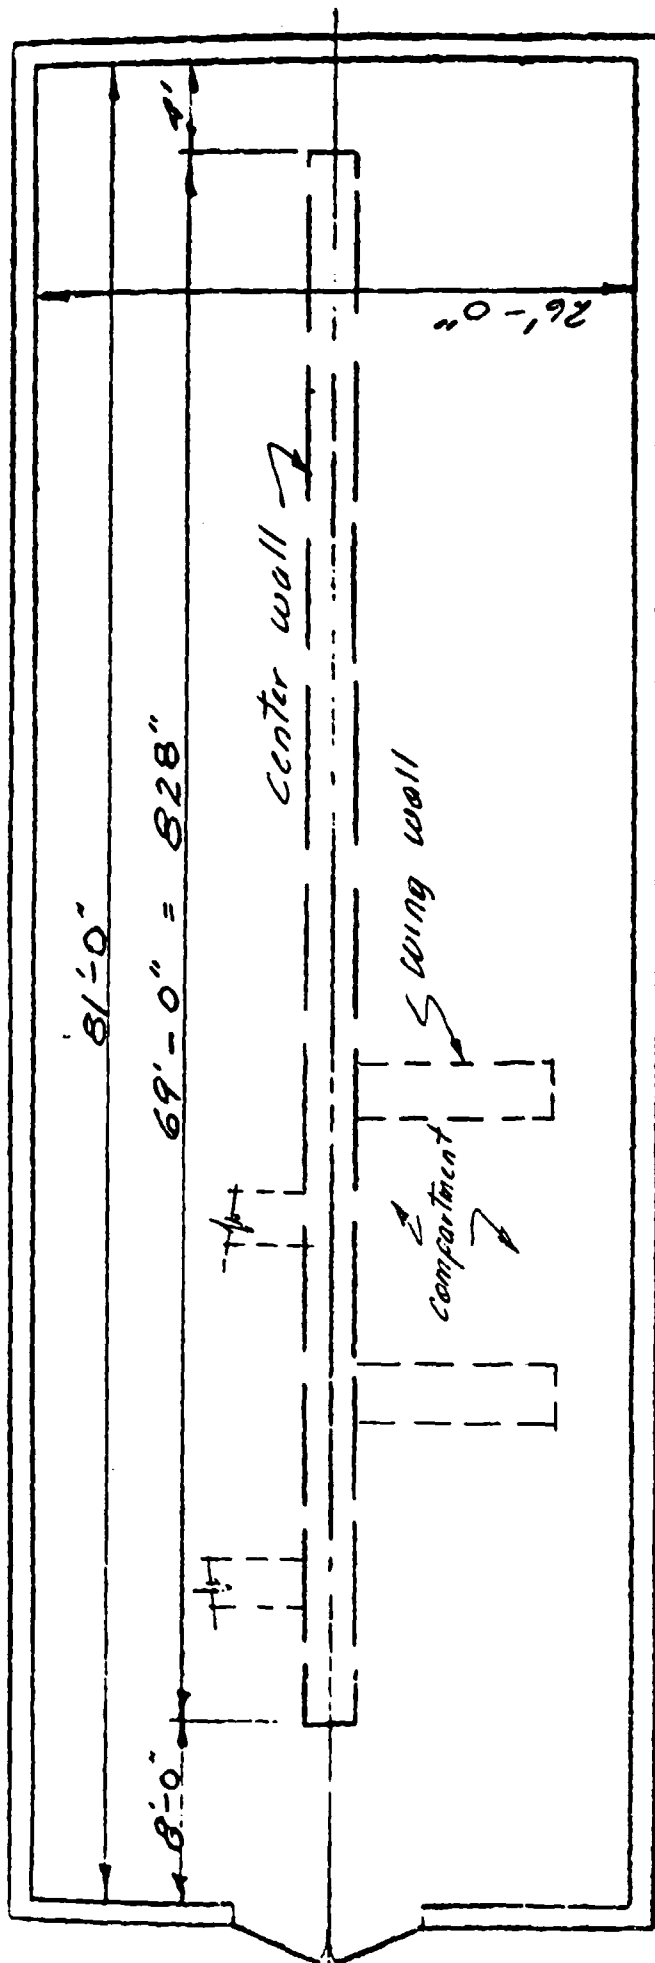 81'-0"
8'-0"
69'-0" = 828"
4'
center wall
26'-0"
wing wall
compartment